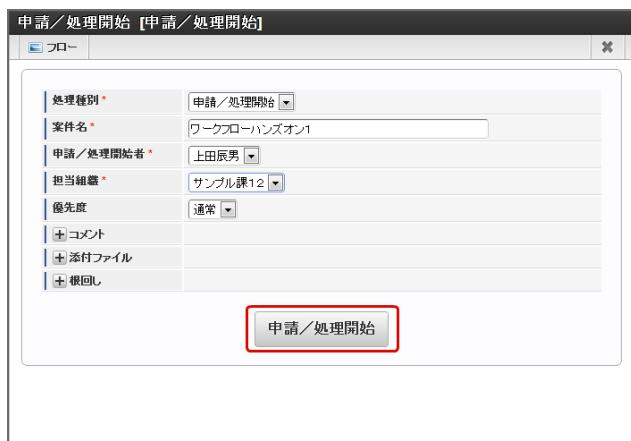 申請／処理開始 [申請／処理開始]
フロー
処理種別 * 申請／処理開始
案件名 * ワークフローハンズオン1
申請／処理開始者 * 上田辰男
担当組織 * サンプル課12
優先度 通常
コメント
添付ファイル
根回し
申請／処理開始